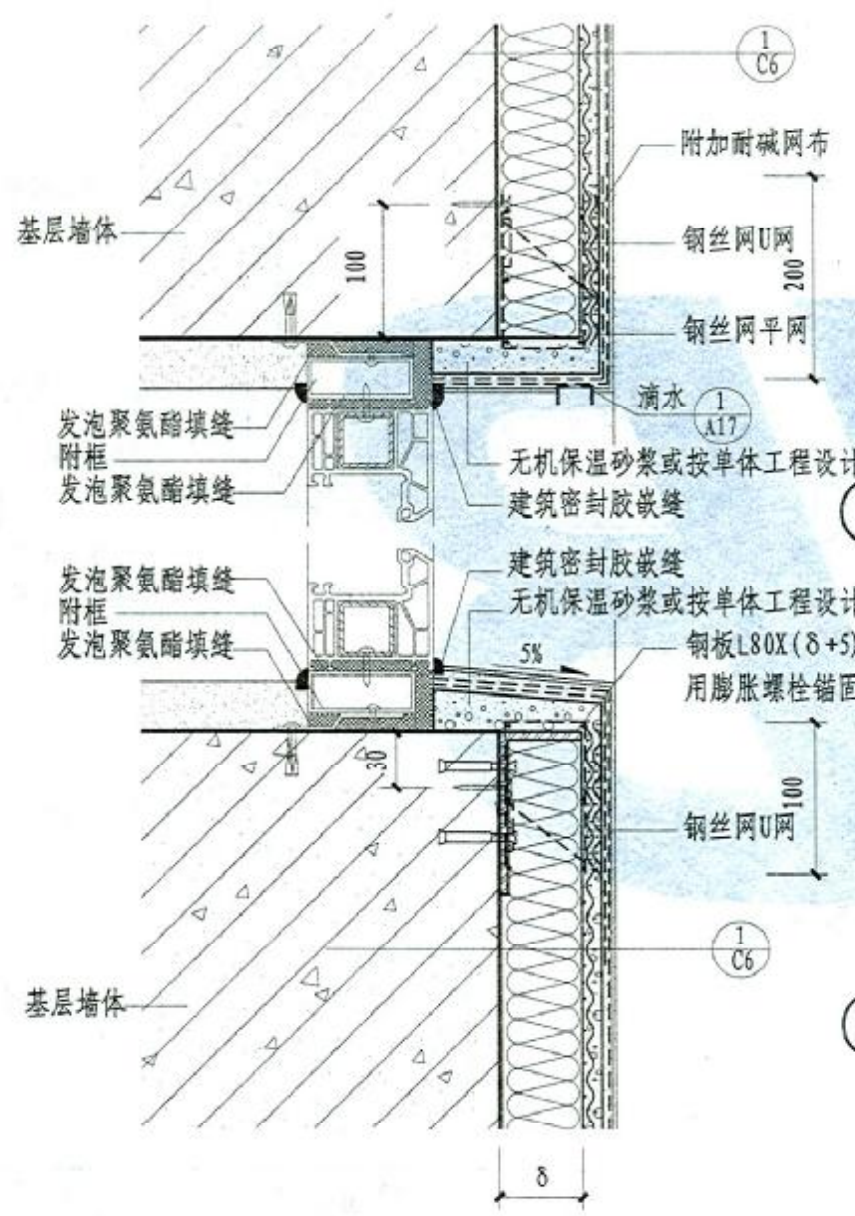 1
C6
附加耐碱网布
基层墙体
钢丝网U网
100
200
钢丝网平网
滴水
1
A17
发泡聚氨酯填缝
附框
发泡聚氨酯填缝
无机保温砂浆或按单体工程设计
建筑密封胶嵌缝
建筑密封胶嵌缝
发泡聚氨酯填缝
无机保温砂浆或按单体工程设计
附框
发泡聚氨酯填缝
5%
钢板L80X(δ+5)
用膨胀螺栓锚固
30
100
钢丝网U网
1
C6
基层墙体
δ